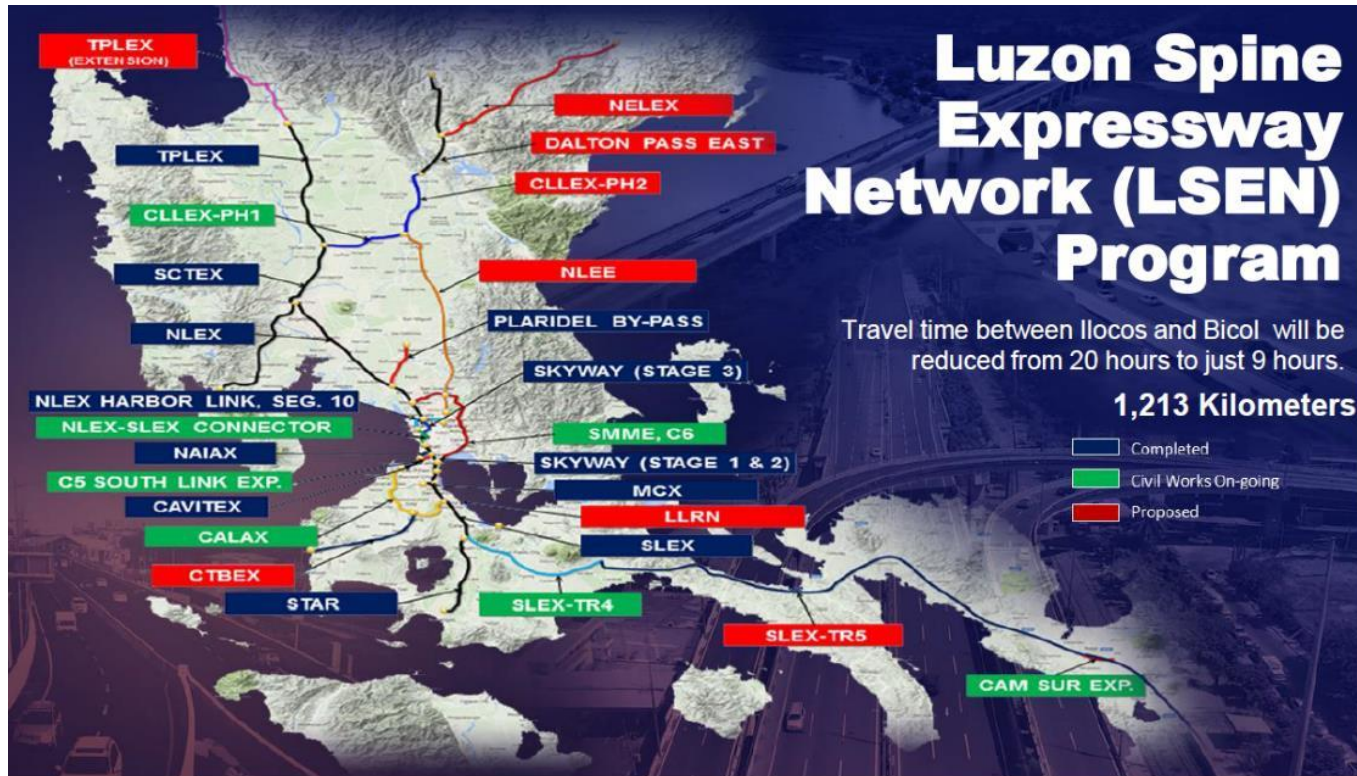 Luzon Spine
Expressway
Network (LSEN)
Program
Travel time between Ilocos and Bicol will be
reduced from 20 hours to just 9 hours.
1,213 Kilometers
Completed
Civil Works On-going
Proposed
TPLEX
(EXTENSION)
NELEX
DALTON PASS EAST
TPLEX
CLLEX-PH2
CLLEX-PH1
SCTEX
NLEE
NLEX
PLARIDEL BY-PASS
SKYWAY (STAGE 3)
NLEX HARBOR LINK, SEG. 10
NLEX-SLEX CONNECTOR
SMME, C6
NAIAX
SKYWAY (STAGE 1 & 2)
C5 SOUTH LINK EXP.
MCX
CAVITEX
LLRN
CALAX
SLEX
CTBEX
STAR
SLEX-TR4
SLEX-TR5
CAM SUR EXP.